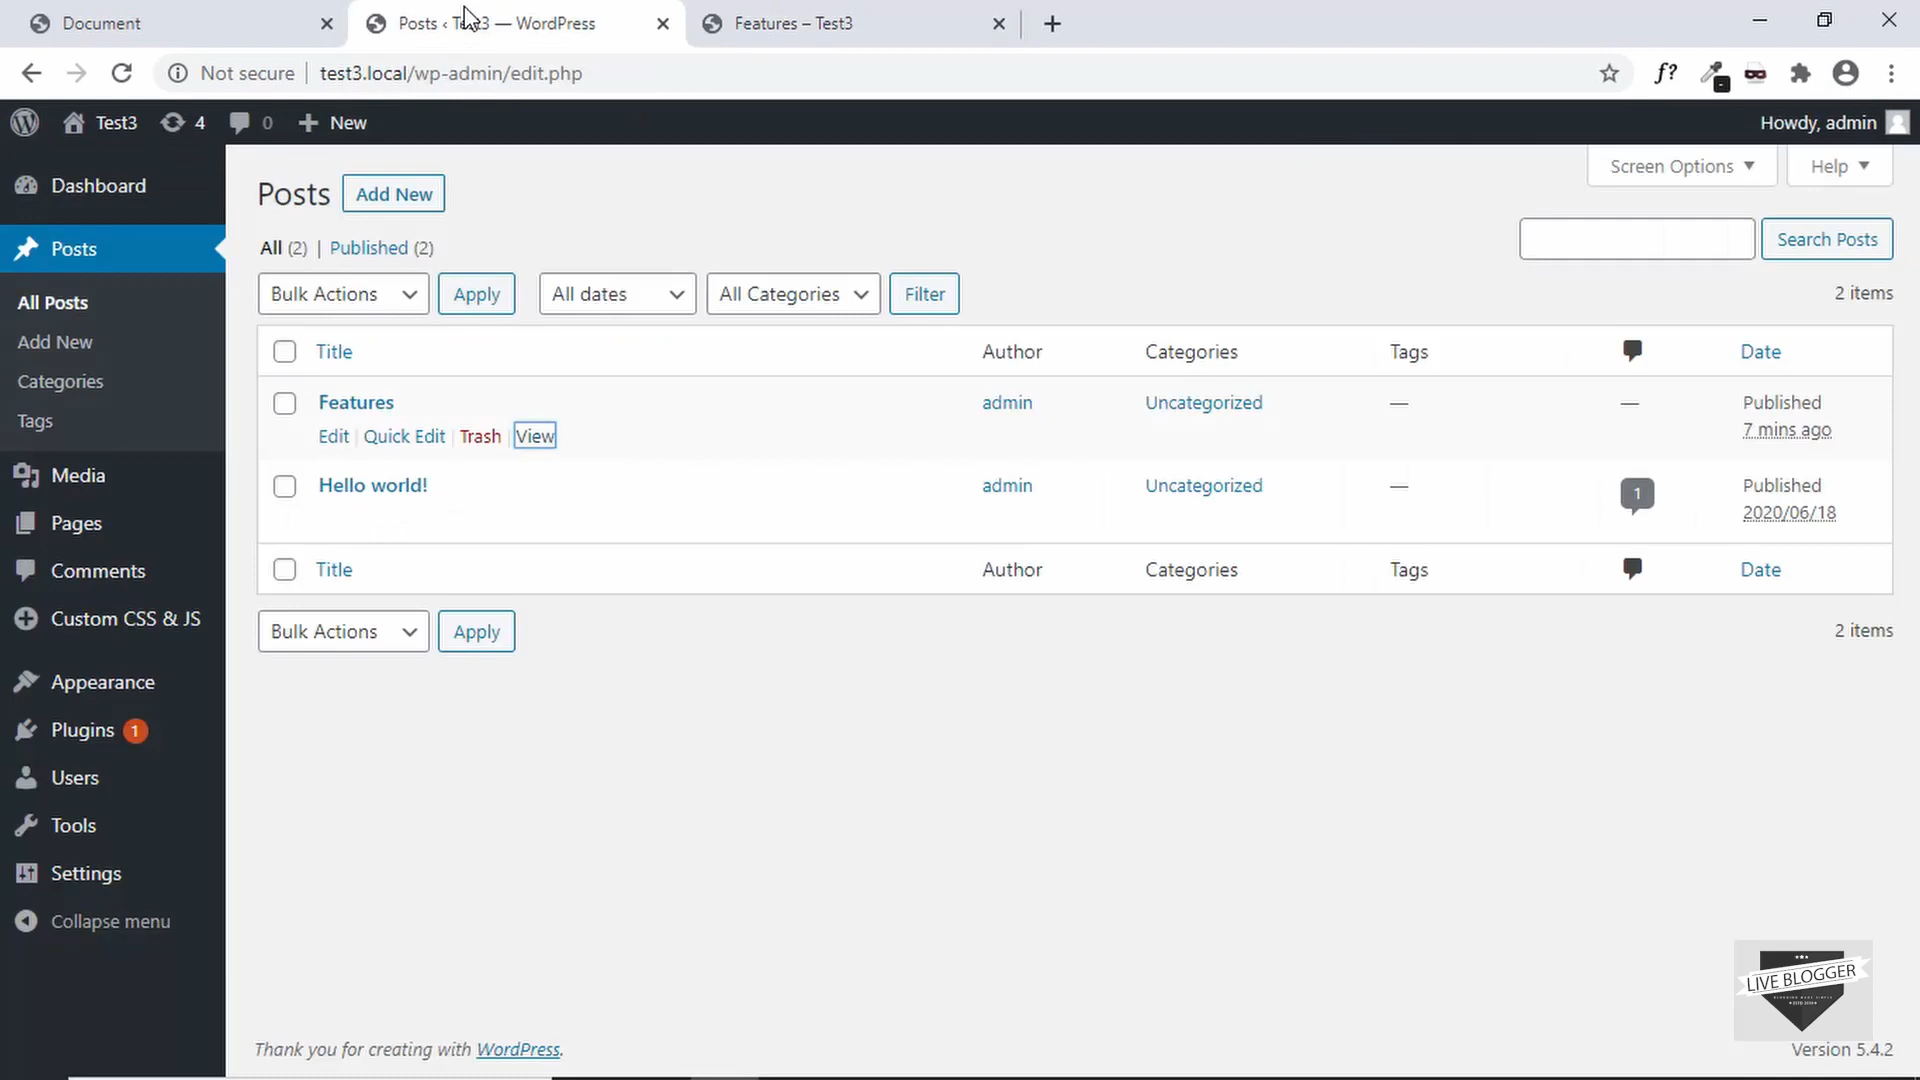 Document
Posts ‹ Test3 — WordPress
Features – Test3
Not secure
test3.local/wp-admin/edit.php
f?
Test3
4
0
New
Howdy, admin
Dashboard
Posts
All Posts
Add New
Categories
Tags
Media
Pages
Comments
Custom CSS & JS
Appearance
Plugins 1
Users
Tools
Settings
Collapse menu
Screen Options
Help
Posts
Add New
All (2) | Published (2)
Search Posts
Bulk Actions
Apply
All dates
All Categories
Filter
2 items
Title
Author
Categories
Tags
Date
Features
admin
Uncategorized
—
—
Published
7 mins ago
Edit | Quick Edit | Trash | View
Hello world!
admin
Uncategorized
—
1
Published
2020/06/18
Title
Author
Categories
Tags
Date
Bulk Actions
Apply
2 items
LIVE BLOGGER
Thank you for creating with WordPress.
Version 5.4.2